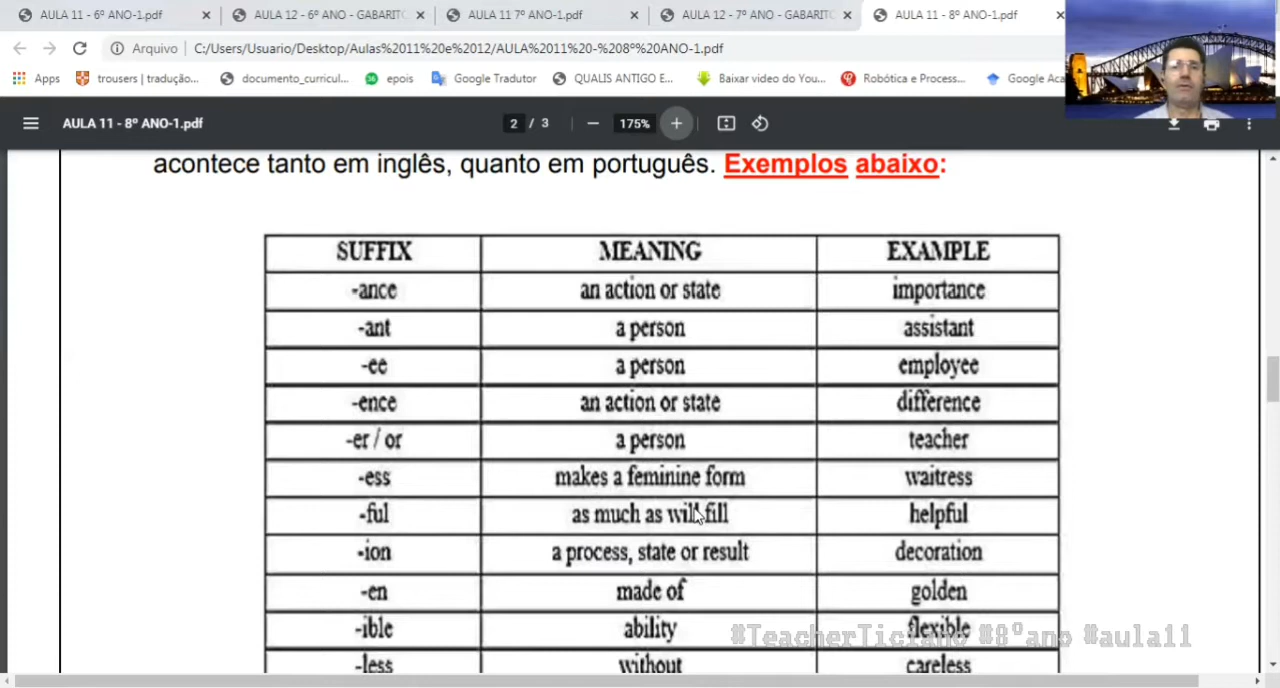 AULA 11 - 6º ANO-1.pdf
AULA 12 - 6º ANO - GABARITO
AULA 11 7º ANO-1.pdf
AULA 12 - 7º ANO - GABARITO
AULA 11 - 8º ANO-1.pdf
Arquivo | C:/Users/Usuario/Desktop/Aulas%2011%20e%2012/AULA%2011%20-%208º%20ANO-1.pdf
Apps trousers | tradução... documento_curricul... epois Google Tradutor QUALIS ANTIGO E... Baixar video do You... Robótica e Process... Google Aca
AULA 11 - 8º ANO-1.pdf 2 / 3 175%
acontece tanto em inglês, quanto em português. Exemplos abaixo:
SUFFIX MEANING EXAMPLE
-ance an action or state importance
-ant a person assistant
-ee a person employee
-ence an action or state difference
-er / or a person teacher
-ess makes a feminine form waitress
-ful as much as will fill helpful
-ion a process, state or result decoration
-en made of golden
-ible ability flexible
#TeacherTiciano #8ºano #aula11
-less without careless